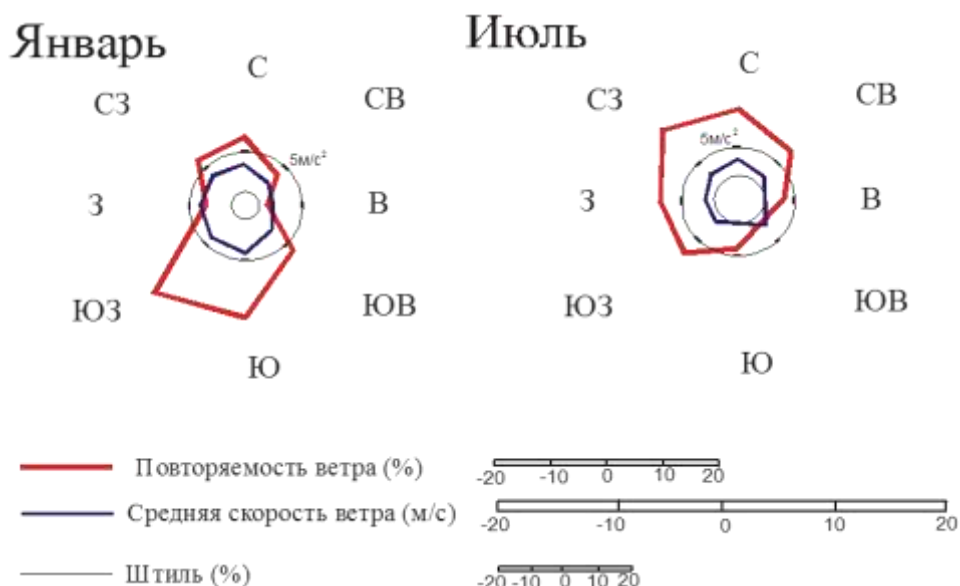 Январь
Июль
С
СЗ
СВ
5м/с²
З
В
ЮЗ
ЮВ
Ю
С
СЗ
СВ
5м/с²
З
В
ЮЗ
ЮВ
Ю
Повторяемость ветра (%)
-20 -10 0 10 20
Средняя скорость ветра (м/с)
-20 -10 0 10 20
Штиль (%)
-20 -10 0 10 20